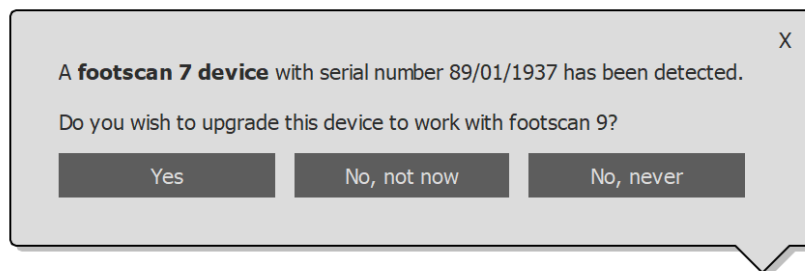 X
A footscan 7 device with serial number 89/01/1937 has been detected.
Do you wish to upgrade this device to work with footscan 9?
Yes
No, not now
No, never